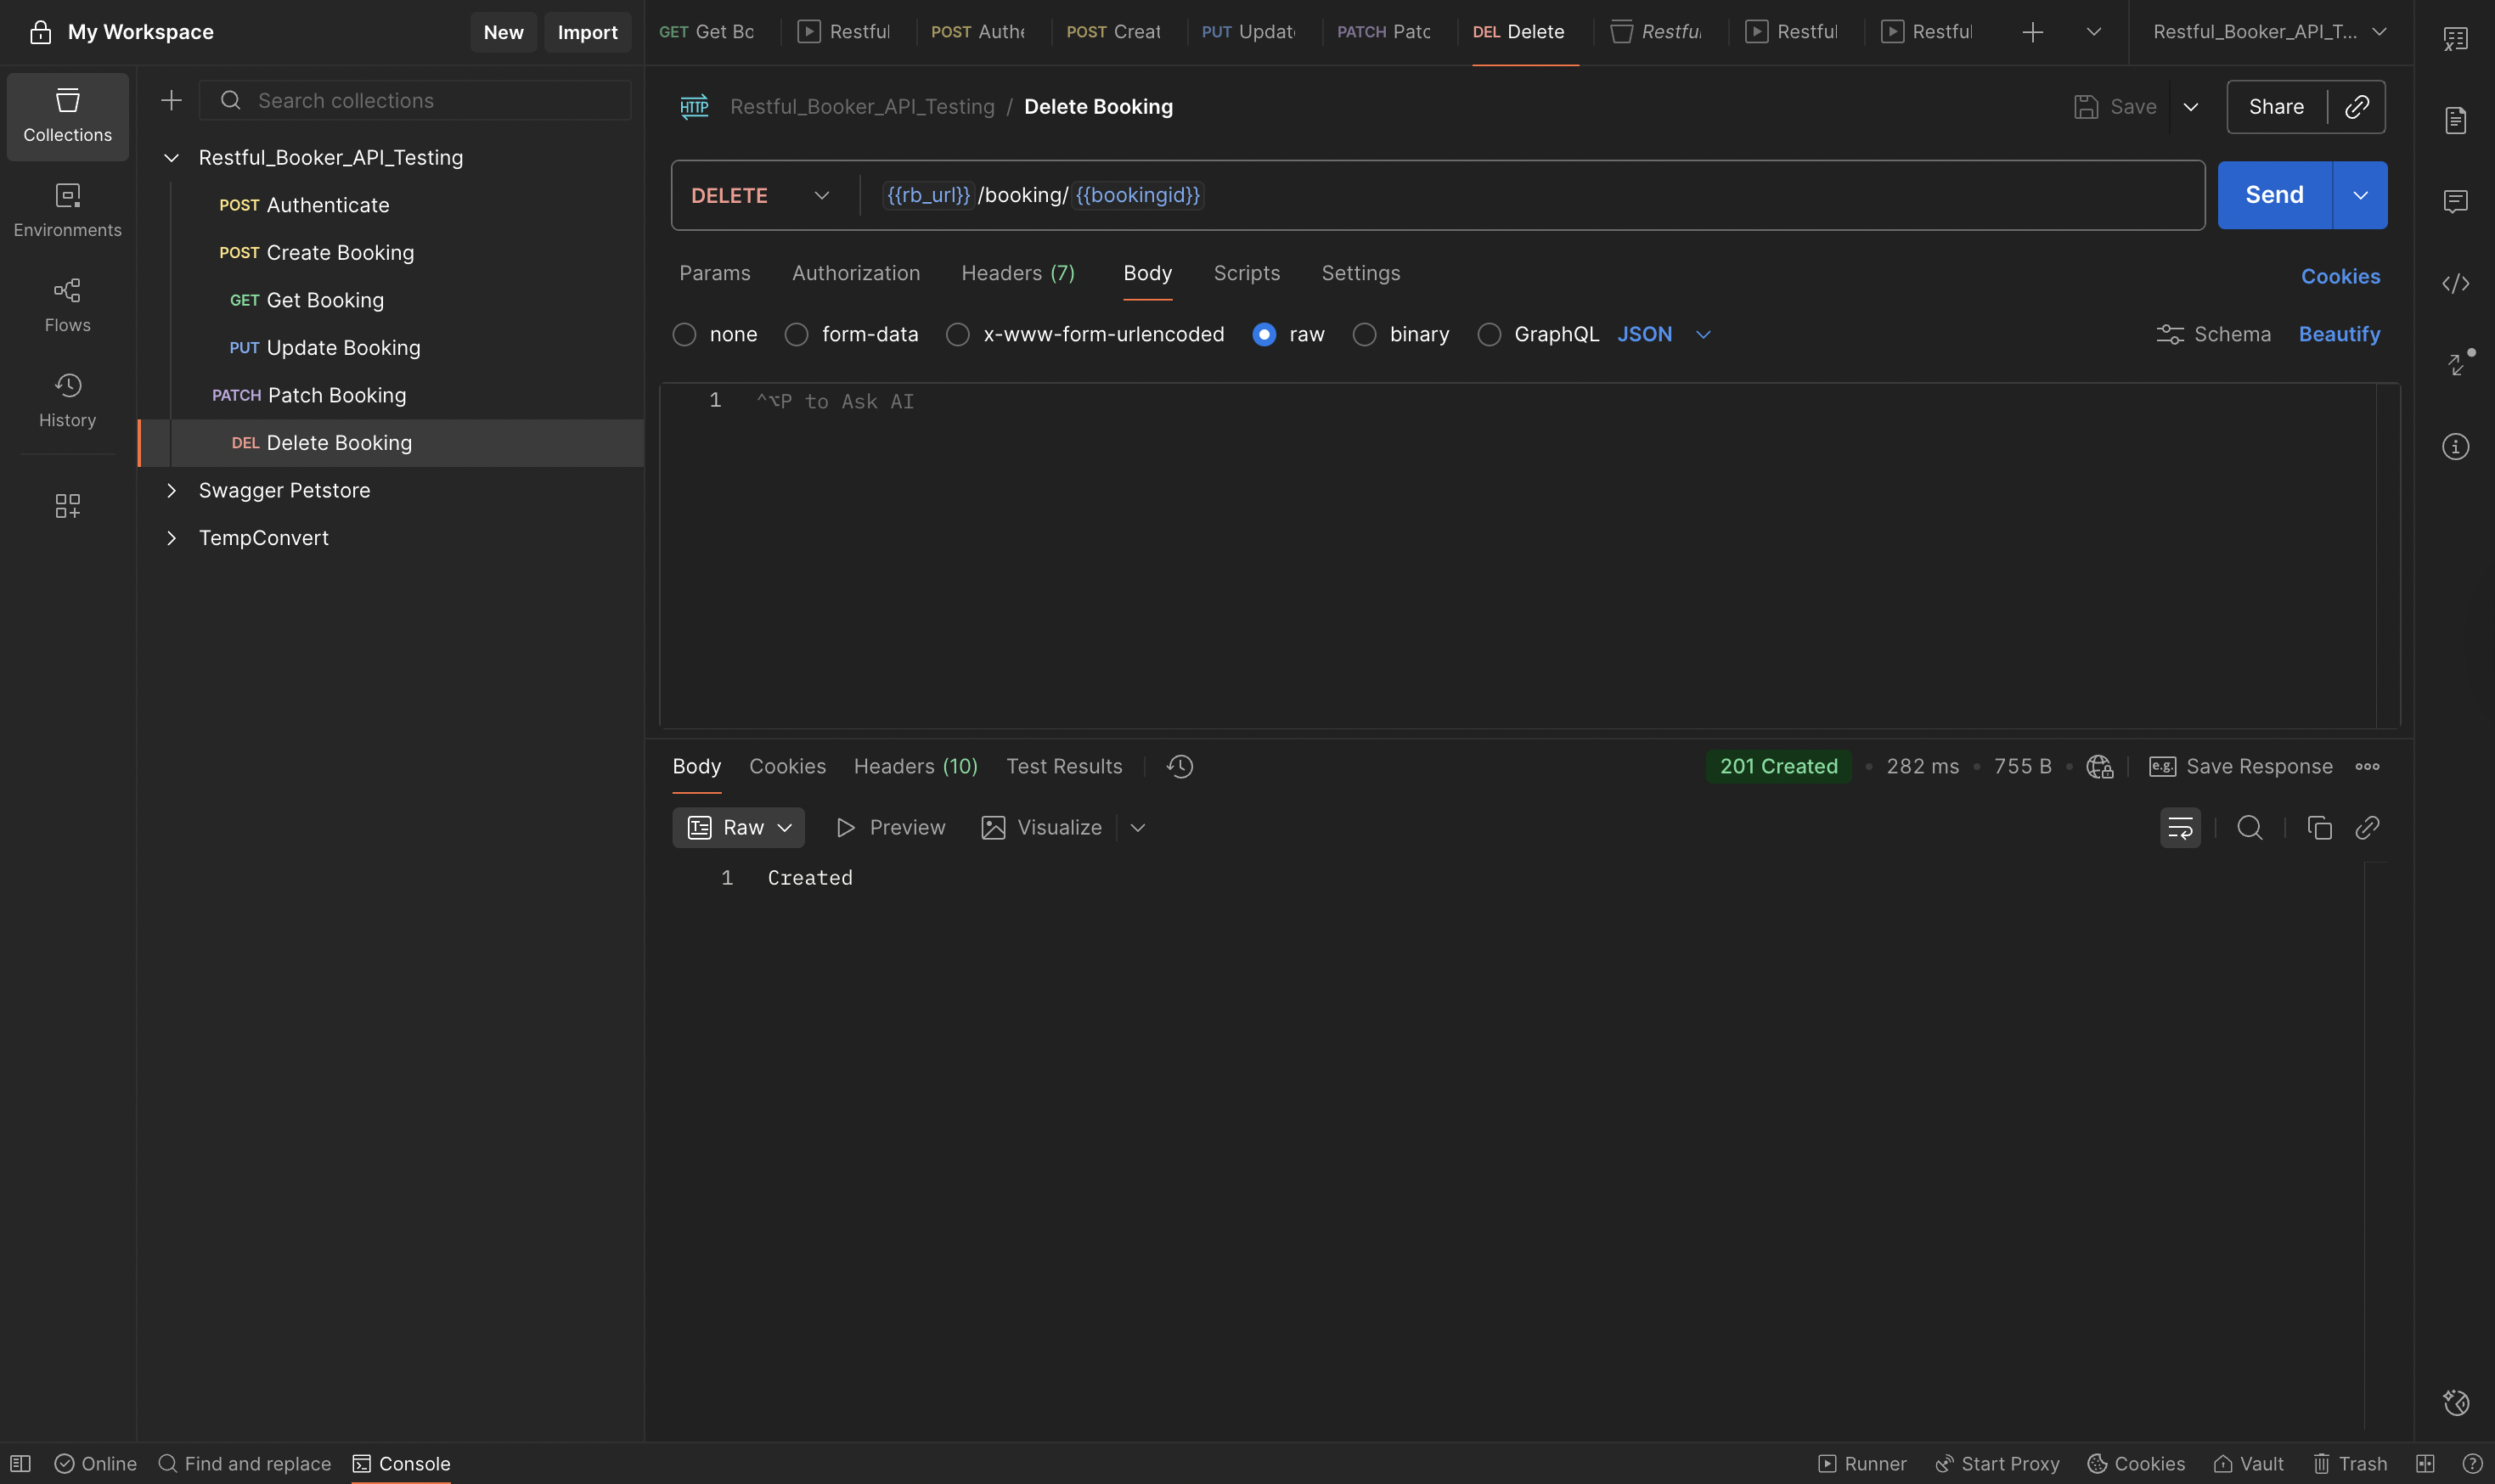 My Workspace
New
Import
GET Get Bo
Restful
POST Authe
POST Creat
PUT Updat
PATCH Patc
DEL Delete
Restful
Restful
Restful
Restful_Booker_API_T...
Collections
Environments
Flows
History
Search collections
Restful_Booker_API_Testing
POST Authenticate
POST Create Booking
GET Get Booking
PUT Update Booking
PATCH Patch Booking
DEL Delete Booking
Swagger Petstore
TempConvert
HTTP Restful_Booker_API_Testing / Delete Booking
Save
Share
DELETE {{rb_url}}/booking/{{bookingid}}
Send
Params Authorization Headers (7) Body Scripts Settings
Cookies
none form-data x-www-form-urlencoded raw binary GraphQL JSON
Schema Beautify
1 ^⌥P to Ask AI
Body Cookies Headers (10) Test Results
201 Created • 282 ms • 755 B • e.g. Save Response
Raw Preview Visualize
1 Created
Online Find and replace Console
Runner Start Proxy Cookies Vault Trash